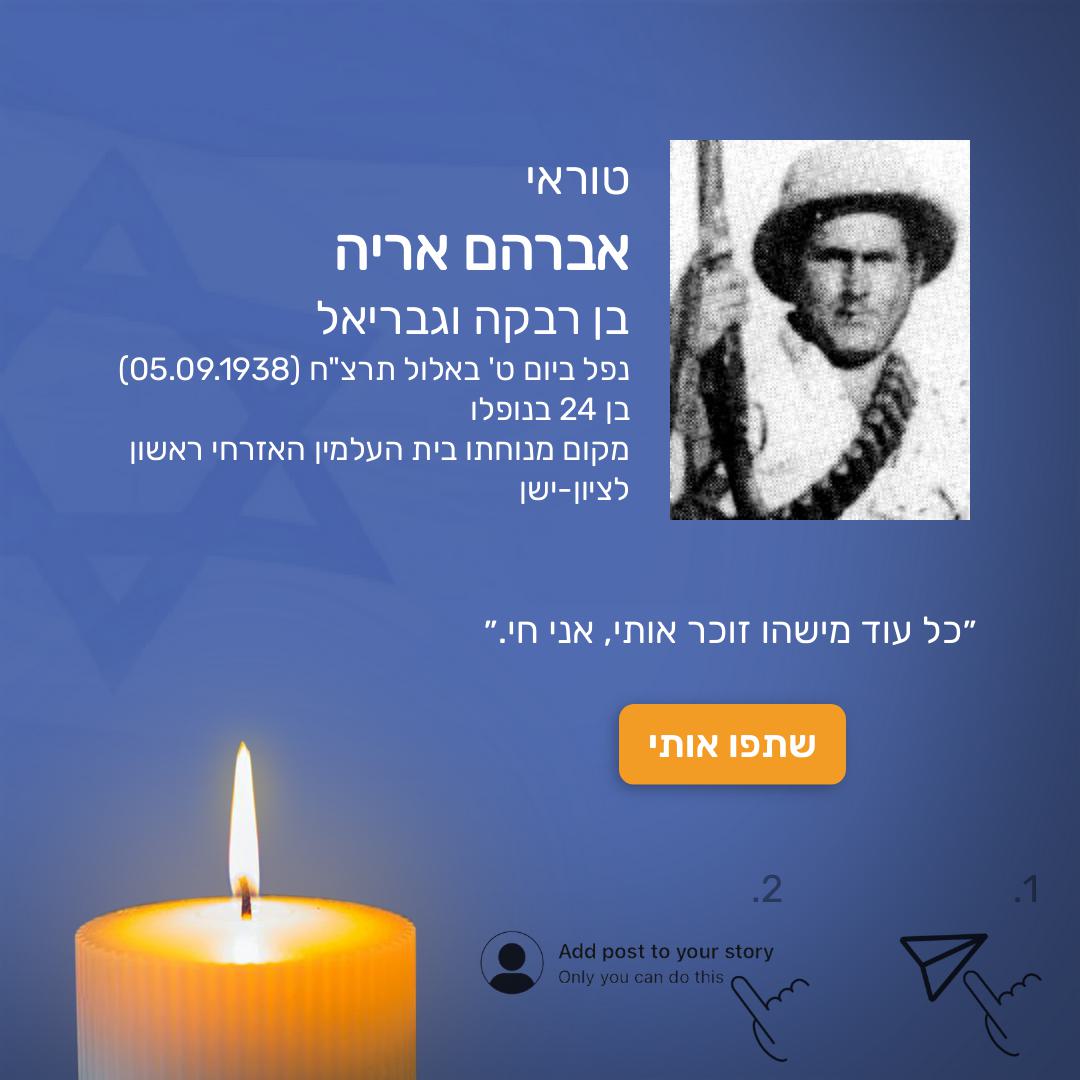 טוראי
אברהם אריה
בן רבקה וגבריאל
נפל ביום ט' באלול תרצ"ח (05.09.1938)
בן 24 בנופלו
מקום מנוחתו בית העלמין האזרחי ראשון
לציון-ישן
״כל עוד מישהו זוכר אותי, אני חי.״
שתפו אותי
1.
2.
Add post to your story
Only you can do this